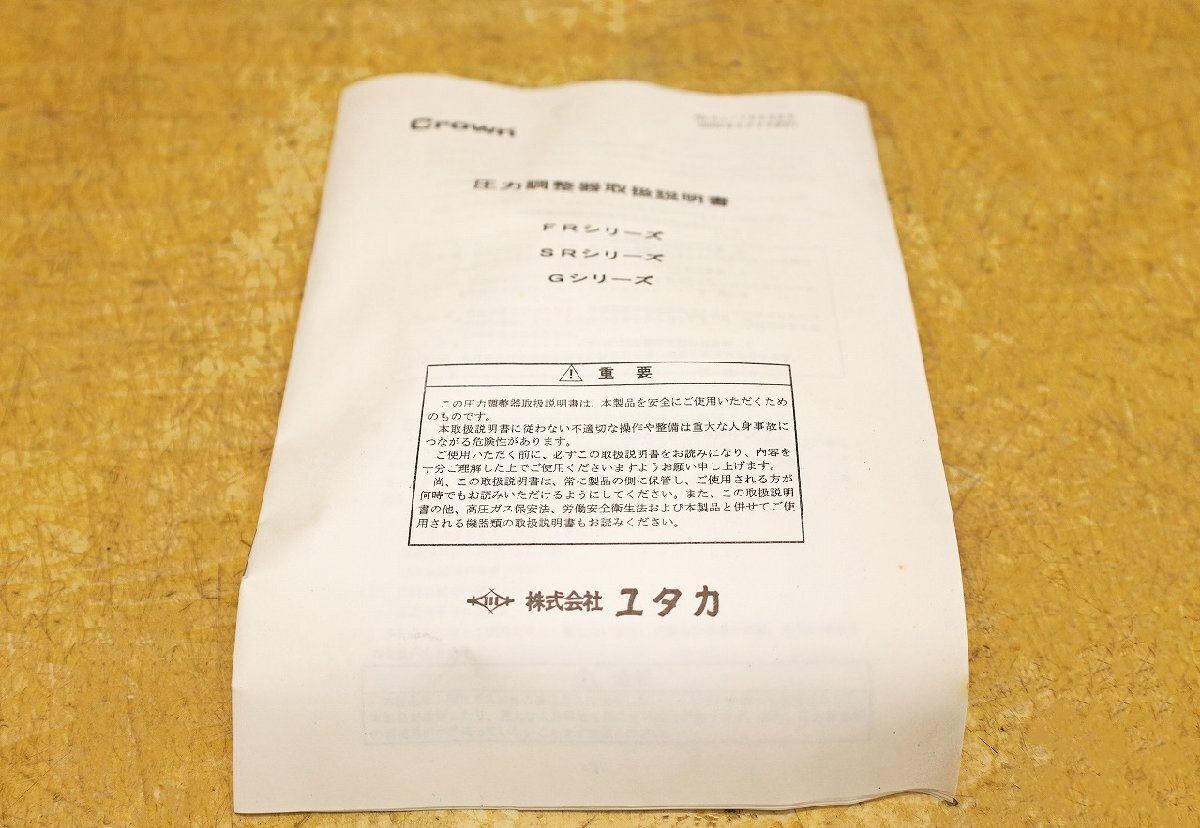 Crown
圧力調整器取扱説明書
FRシリーズ
SRシリーズ
Gシリーズ
重要
この圧力調整器取扱説明書は、本製品を安全にご使用いただくため
のものです。
本取扱説明書に従わない不適切な操作や整備は重大な人身事故に
つながる危険性があります。
ご使用いただく前に、必ずこの取扱説明書をお読みになり、内容を
十分ご理解した上でご使用くださいますようお願い申し上げます。
尚、この取扱説明書は、常に製品の側に保管し、ご使用される方が
何時でもお読みいただけるようにしてください。また、この取扱説明
書の他、高圧ガス保安法、労働安全衛生法および本製品と併せてご使
用される機器類の取扱説明書もお読みください。
株式会社 ユタカ